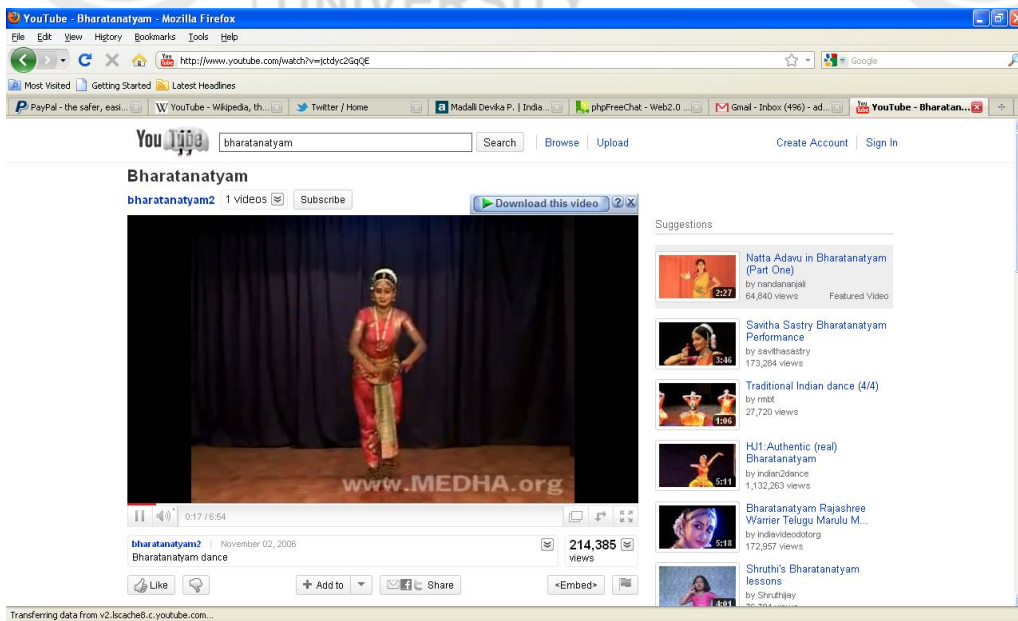 UNIVERSITY
YouTube - Bharatanatyam - Mozilla Firefox
File Edit View History Bookmarks Tools Help
http://www.youtube.com/watch?v=jctdyc2GqQE
Google
Most Visited Getting Started Latest Headlines
PayPal - the safer, easi... YouTube - Wikipedia, th... Twitter / Home Madalli Devika P. | India... phpFreeChat - Web2.0 ... Gmail - Inbox (496) - ad... YouTube - Bharatan...
You Tube bharatanatyam Search Browse Upload Create Account Sign In
Bharatanatyam
bharatanatyam2 1 videos Subscribe
Download this video ? X
www.MEDHA.org
0:17 / 6:54
bharatanatyam2 November 02, 2006
Bharatanatyam dance
214,385
views
Like + Add to Share <Embed>
Suggestions
2:27
Natta Adavu in Bharatanatyam
(Part One)
by nandananjali
64,840 views Featured Video
3:46
Savitha Sastry Bharatanatyam
Performance
by savithasastry
173,284 views
1:06
Traditional Indian dance (4/4)
by rmbt
27,720 views
5:11
HJ1:Authentic (real)
Bharatanatyam
by indian2dance
1,132,263 views
5:18
Bharatanatyam Rajashree
Warrier Telugu Marulu M...
by indiavideodotorg
172,957 views
Shruthi's Bharatanatyam
lessons
by Shruthijay
Transferring data from v2.lscache8.c.youtube.com...